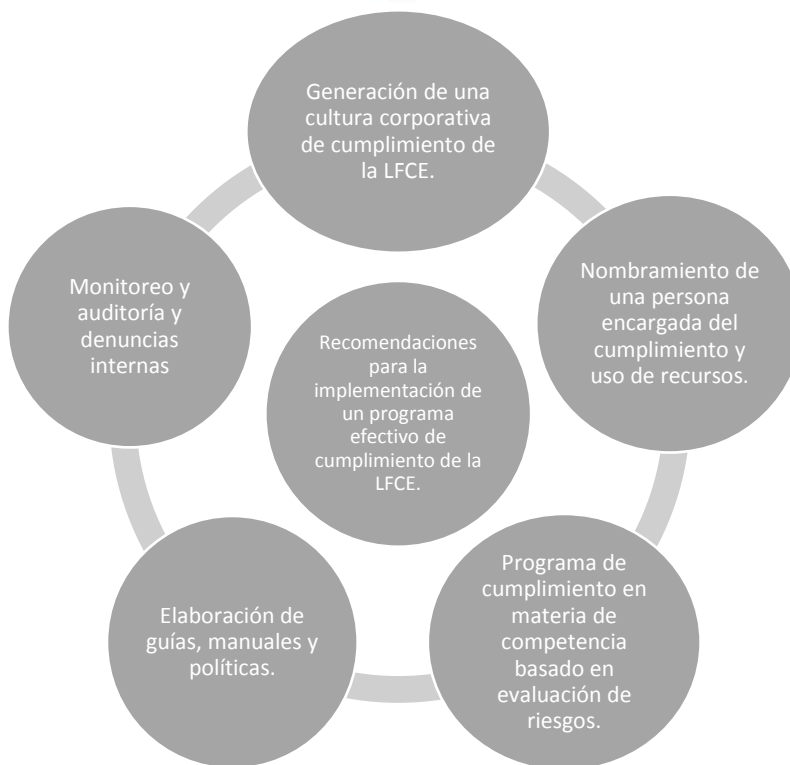 Generación de una
cultura corporativa
de cumplimiento de
la LFCE.
Nombramiento de
una persona
encargada del
cumplimiento y
uso de recursos.
Programa de
cumplimiento en
materia de
competencia
basado en
evaluación de
riesgos.
Elaboración de
guías, manuales y
políticas.
Monitoreo y
auditoría y
denuncias
internas
Recomendaciones
para la
implementación de
un programa
efectivo de
cumplimiento de la
LFCE.